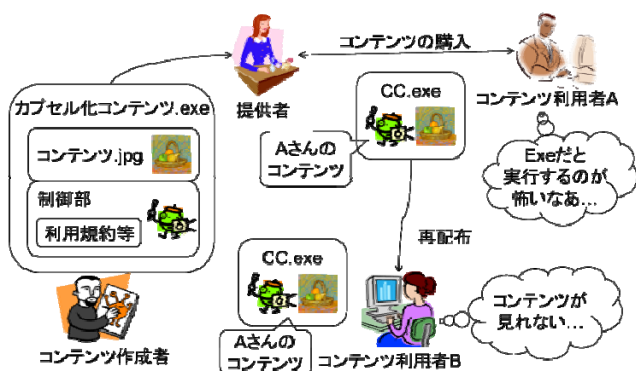 コンテンツの購入
提供者
コンテンツ利用者A
カプセル化コンテンツ.exe
コンテンツ.jpg
制御部
利用規約等
コンテンツ作成者
CC.exe
Aさんの
コンテンツ
Exeだと
実行するのが
怖いなあ…
再配布
CC.exe
Aさんの
コンテンツ
コンテンツ利用者B
コンテンツが
見れない…